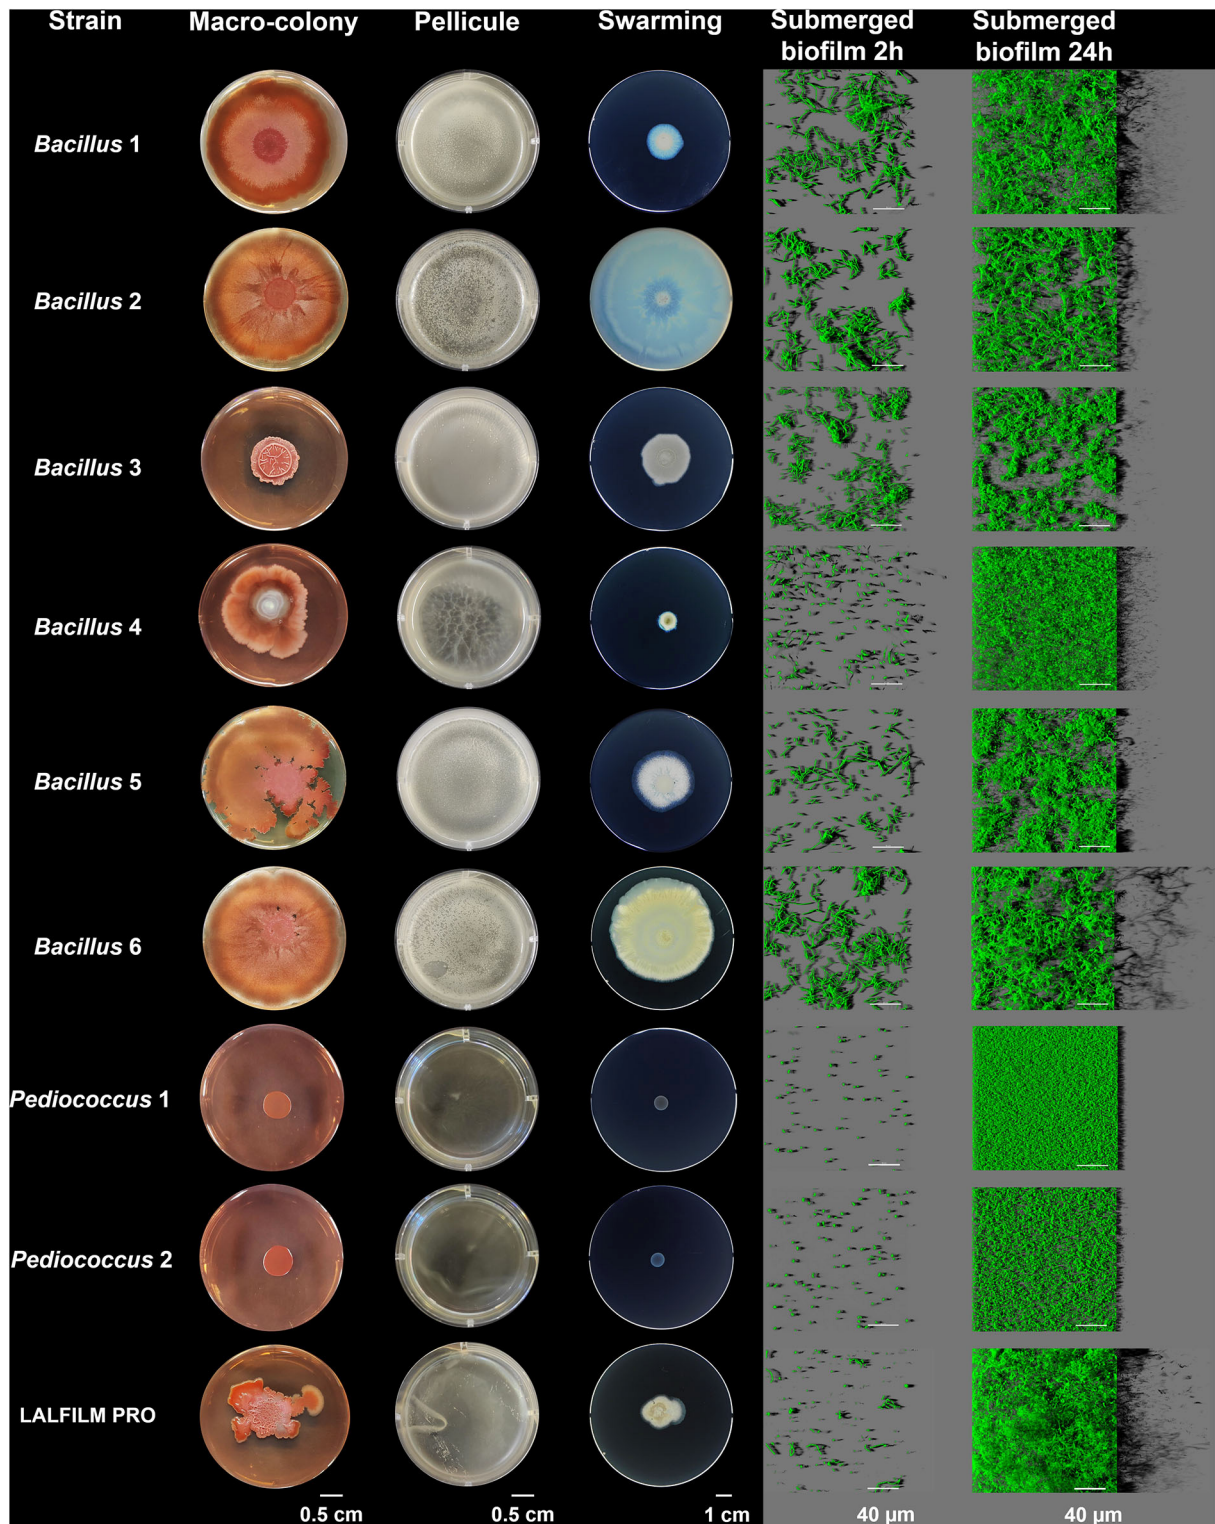 Strain
Macro-colony
Pellicule
Swarming
Submerged
biofilm 2h
Submerged
biofilm 24h
Bacillus 1
Bacillus 2
Bacillus 3
Bacillus 4
Bacillus 5
Bacillus 6
Pediococcus 1
Pediococcus 2
LALFILM PRO
0.5 cm
0.5 cm
1 cm
40 µm
40 µm